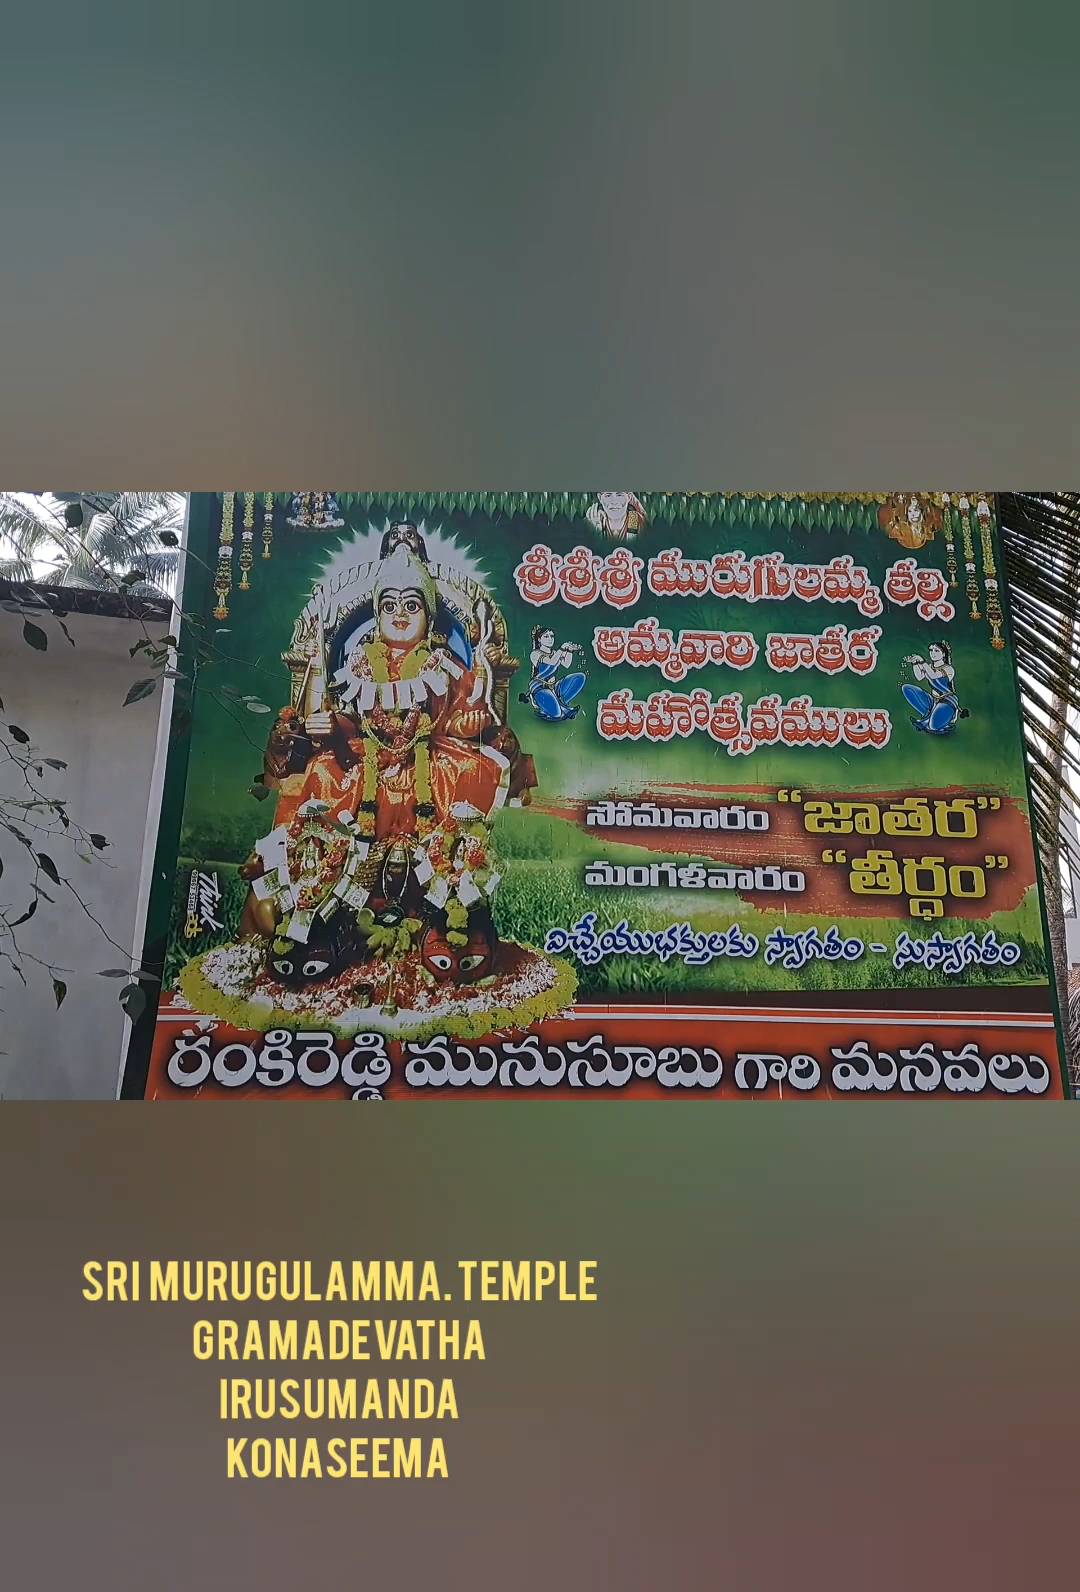 శ్రీశ్రీశ్రీ మురుగులమ్మ తల్లి
అమ్మవారి జాతర
మహోత్సవములు
సోమవారం "జాతర"
మంగళవారం "తీర్ధం"
విచ్చేయుభక్తులకు స్వాగతం - సుస్వాగతం
Think
రంకిరెడ్డి మునుసూబు గారి మనవలు
SRI MURUGULAMMA. TEMPLE
GRAMADEVATHA
IRUSUMANDA
KONASEEMA